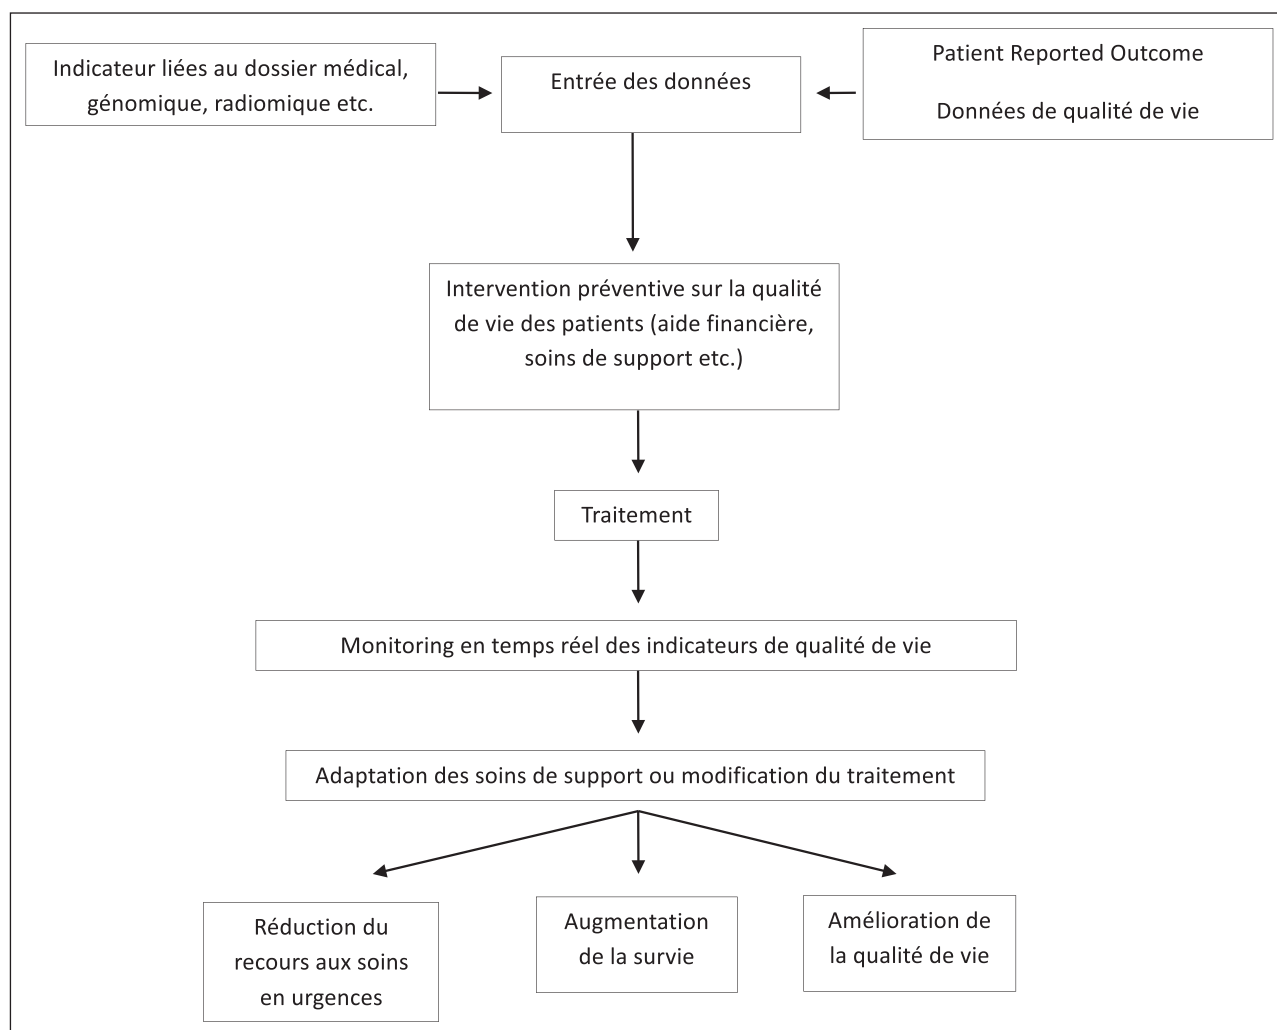 Indicateur liées au dossier médical,
génomique, radiomique etc.
Entrée des données
Patient Reported Outcome
Données de qualité de vie
Intervention préventive sur la qualité
de vie des patients (aide financière,
soins de support etc.)
Traitement
Monitoring en temps réel des indicateurs de qualité de vie
Adaptation des soins de support ou modification du traitement
Réduction du
recours aux soins
en urgences
Augmentation
de la survie
Amélioration de
la qualité de vie